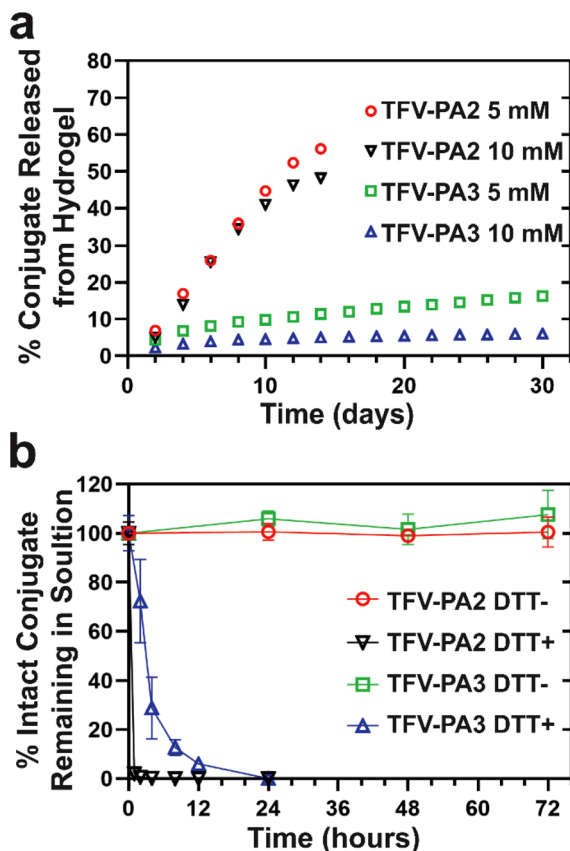 a
% Conjugate Released
from Hydrogel
80
70
60
50
40
30
20
10
0
TFV-PA2 5 mM
TFV-PA2 10 mM
TFV-PA3 5 mM
TFV-PA3 10 mM
0 10 20 30
Time (days)
b
% Intact Conjugate
Remaining in Soultion
120
100
80
60
40
20
0
TFV-PA2 DTT-
TFV-PA2 DTT+
TFV-PA3 DTT-
TFV-PA3 DTT+
0 12 24 36 48 60 72
Time (hours)